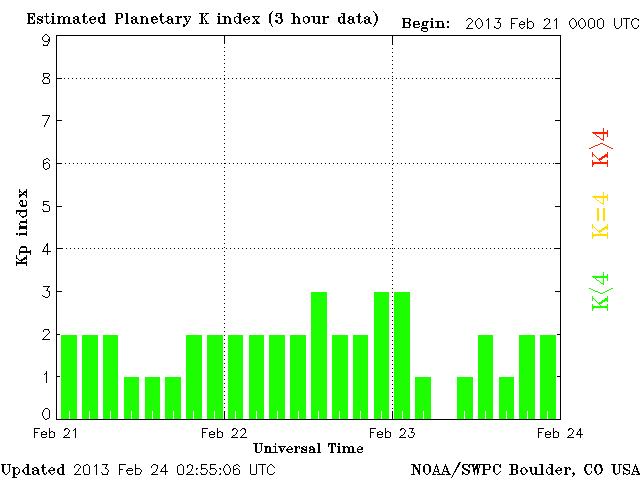 Estimated Planetary K index (3 hour data) Begin: 2013 Feb 21 0000 UTC
9
8
7
6
5
4
3
2
1
0
Kp index
Feb 21 Feb 22 Feb 23 Feb 24
Universal Time
K>4
K=4
K<4
Updated 2013 Feb 24 02:55:06 UTC NOAA/SWPC Boulder, CO USA